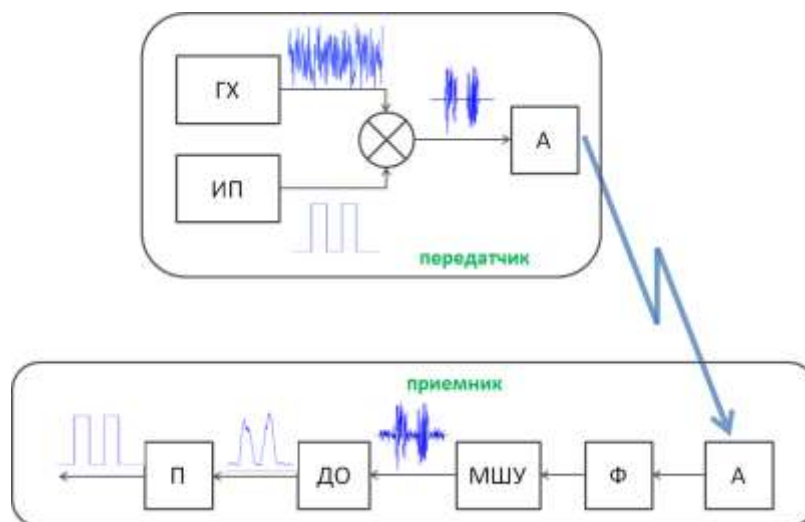 ГХ
ИП
А
передатчик
приемник
П
ДО
МШУ
Ф
А